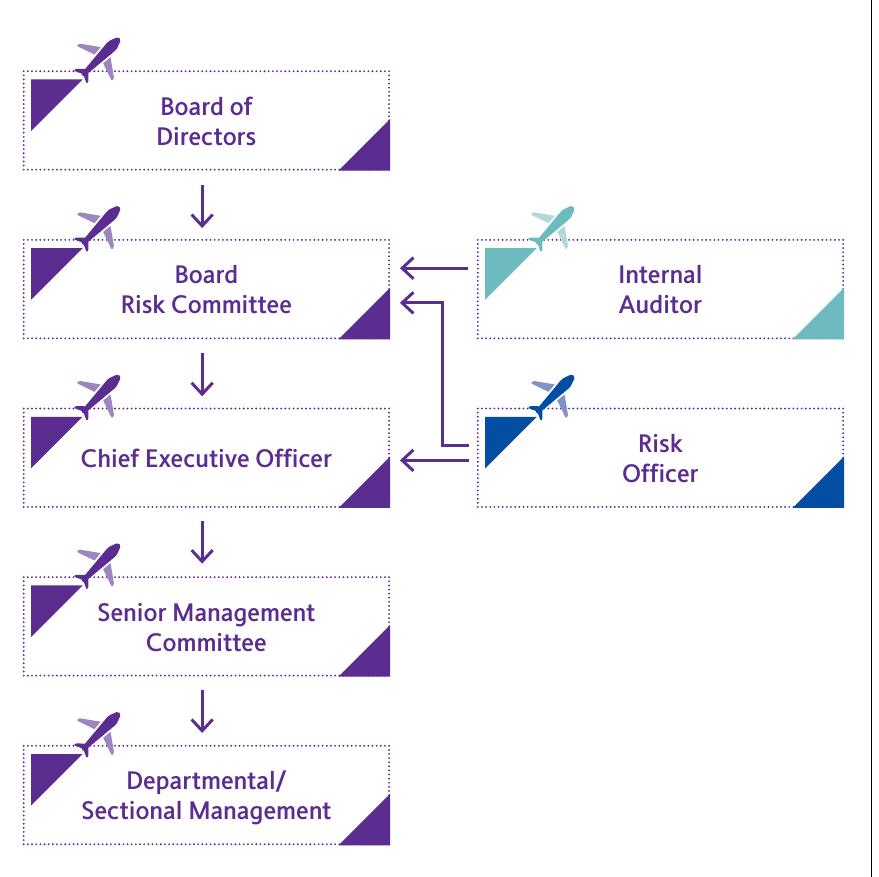 Board of
Directors
Board
Risk Committee
Internal
Auditor
Chief Executive Officer
Risk
Officer
Senior Management
Committee
Departmental/
Sectional Management